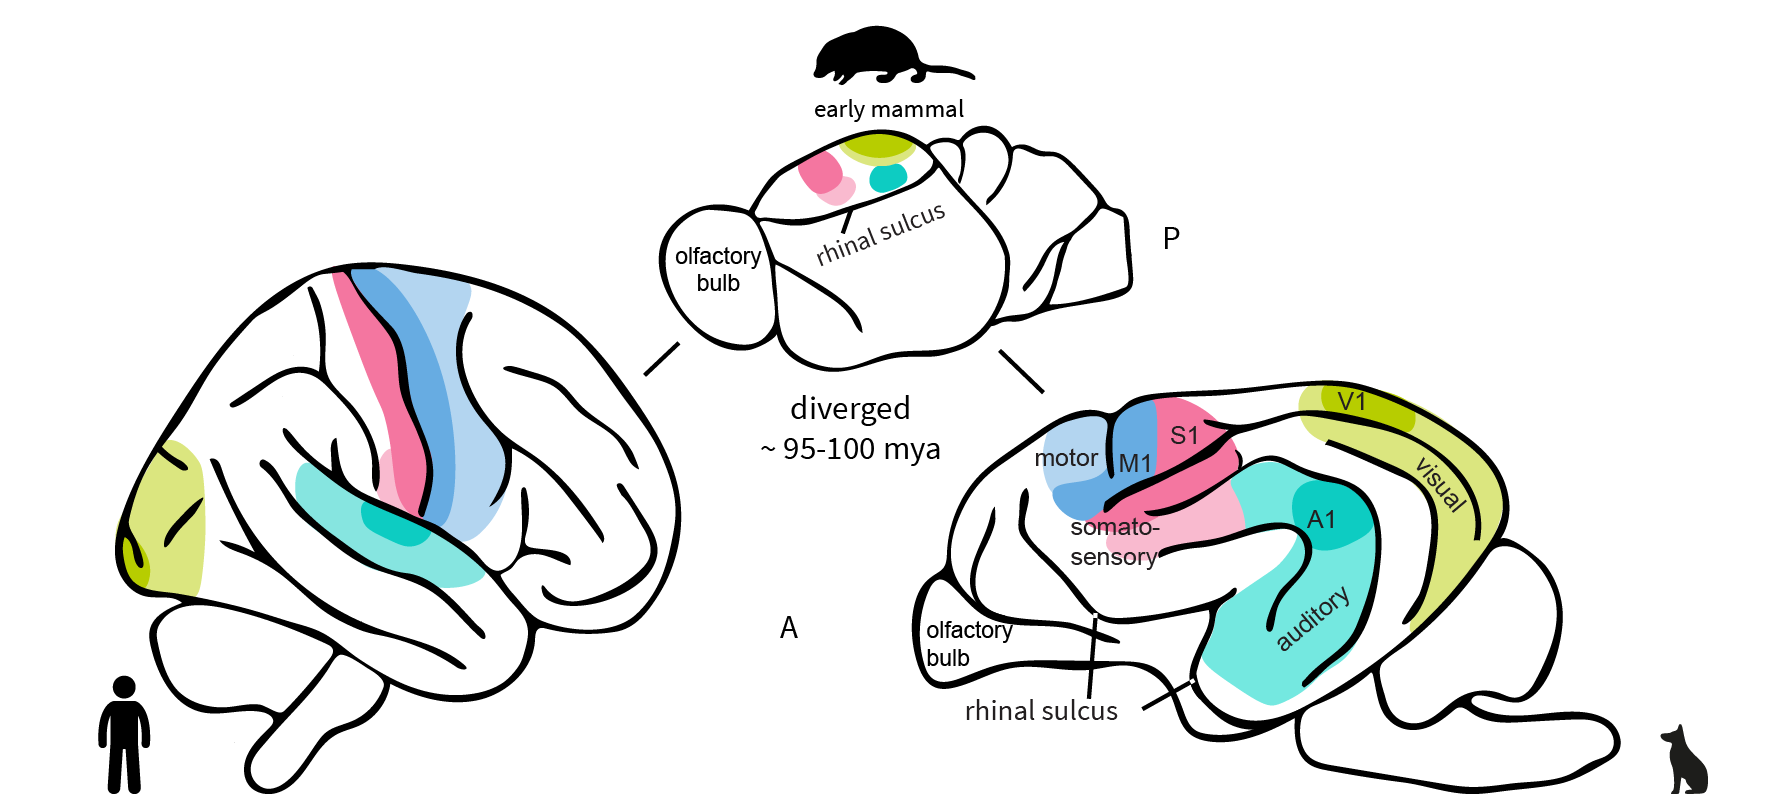 early mammal
rhinal sulcus
olfactory
bulb
P
diverged
~ 95-100 mya
V1
S1
motor
M1
visual
A1
somato-
sensory
auditory
A
olfactory
bulb
rhinal sulcus